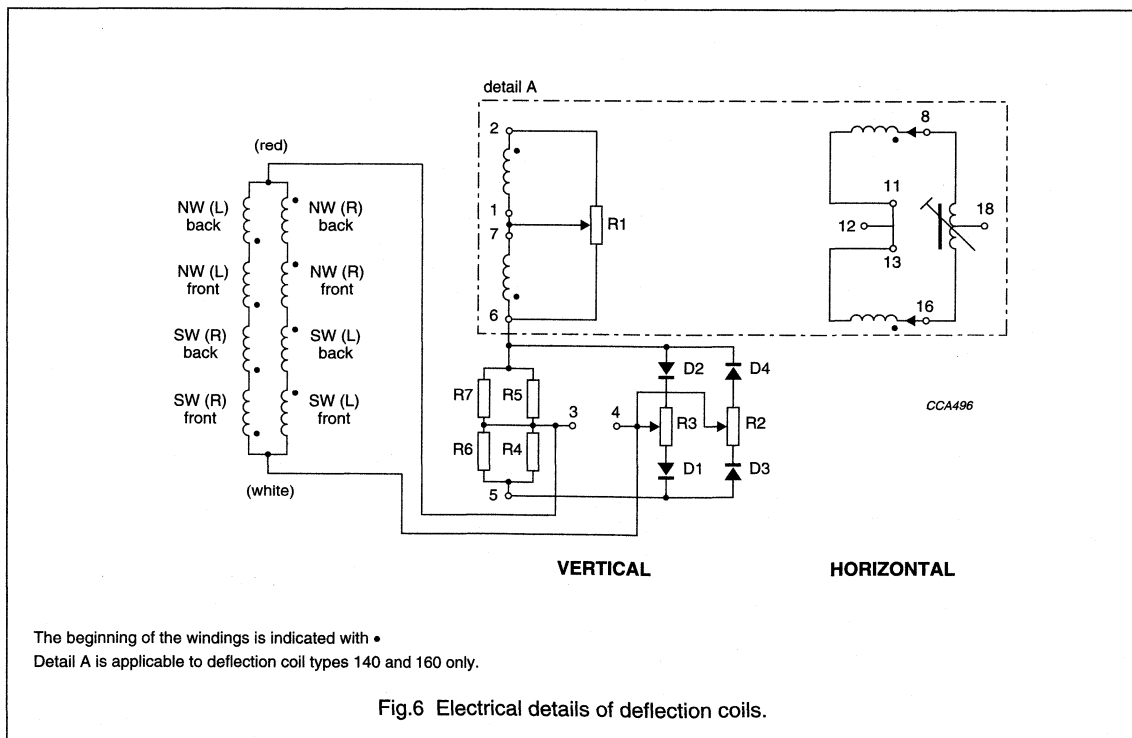 detail A
2
8
(red)
NW (L)
back
NW (R)
back
1
7
R1
11
12
18
13
NW (L)
front
NW (R)
front
6
16
SW (R)
back
SW (L)
back
D2
D4
SW (R)
front
SW (L)
front
R7
R5
3
4
R3
R2
CCA496
R6
R4
D1
D3
5
(white)
VERTICAL
HORIZONTAL
The beginning of the windings is indicated with •
Detail A is applicable to deflection coil types 140 and 160 only.
Fig.6 Electrical details of deflection coils.